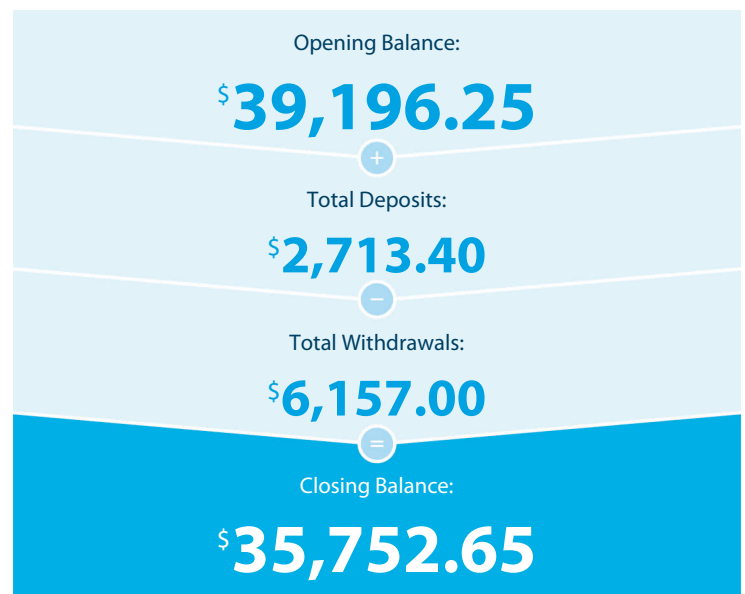 Opening Balance:
$39,196.25
+
Total Deposits:
$2,713.40
−
Total Withdrawals:
$6,157.00
=
Closing Balance:
$35,752.65